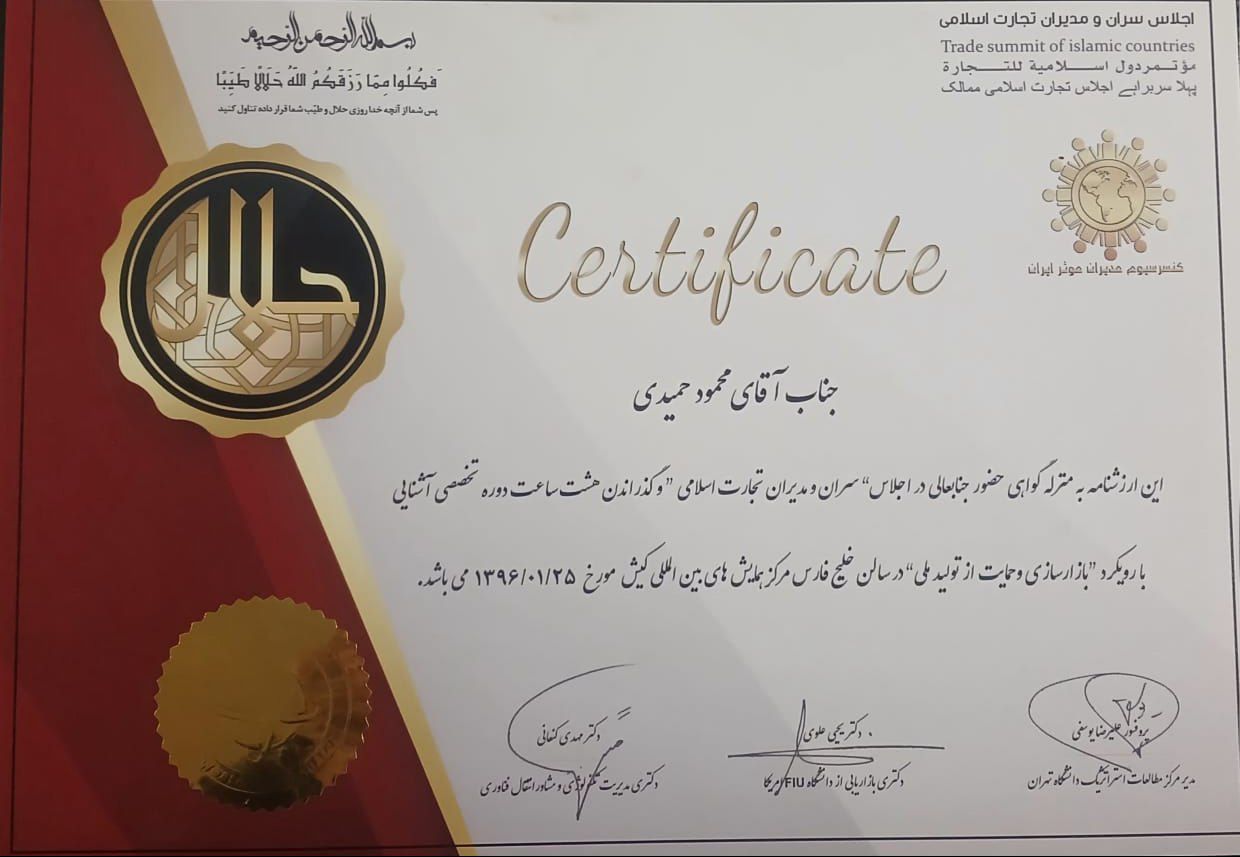 بسم الله الرحمن الرحیم
فَكُلُوا مِمَّا رَزَقَكُمُ اللَّهُ حَلَالًا طَيِّبًا
پس شما از آنچه خدا روزی حلال و طیّب شما قرار داده تناول کنید
اجلاس سران و مدیران تجارت اسلامی
Trade summit of islamic countries
مؤتمر دول اسلامية للتجارة
پہلا سربراہے اجلاس تجارت اسلامی ممالک
حلال
کنسرسیوم مدیران موثر ایران
Certificate
جناب آقای محمود حمیدی
این ارزشنامه به منزله گواهی حضور جنابعالی در اجلاس "سران و مدیران تجارت اسلامی" و گذراندن هشت ساعت دوره تخصصی آشنایی
با رویکرد "بازارسازی و حمایت از تولید ملی" در سالن خلیج فارس مرکز همایش های بین المللی کیش مورخ ۱۳۹۶/۰۱/۲۵ می باشد.
پروفسور علیرضا یوسفی
مدیر مرکز مطالعات استراتژیک دانشگاه تهران
دکتر یحیی علوی
دکتری بازاریابی از دانشگاه FIU آمریکا
دکتر مهدی کنعانی
دکتری مدیریت تکنولوژی و مشاور انتقال فناوری